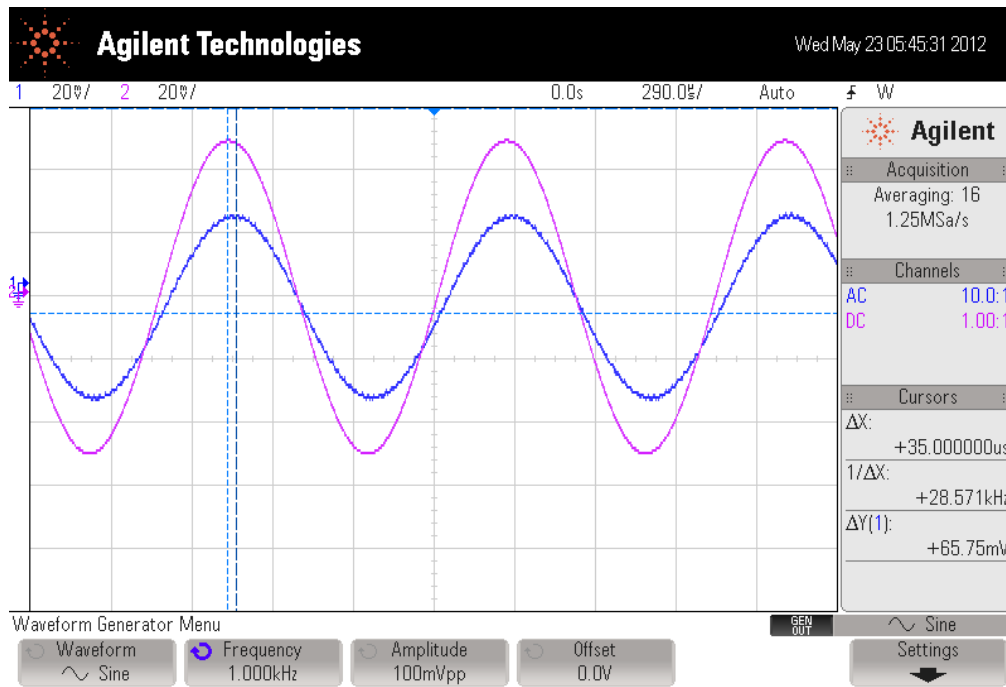 Agilent Technologies
Wed May 23 05:45:31 2012
1 20mV/ 2 20mV/ 0.0s 290.0us/ Auto W
Agilent
Acquisition
Averaging: 16
1.25MSa/s
Channels
AC 10.0:1
DC 1.00:1
Cursors
ΔX:
+35.000000us
1/ΔX:
+28.571kHz
ΔY(1):
+65.75mV
Waveform Generator Menu
GEN OUT
Sine
Waveform
Sine
Frequency
1.000kHz
Amplitude
100mVpp
Offset
0.0V
Settings